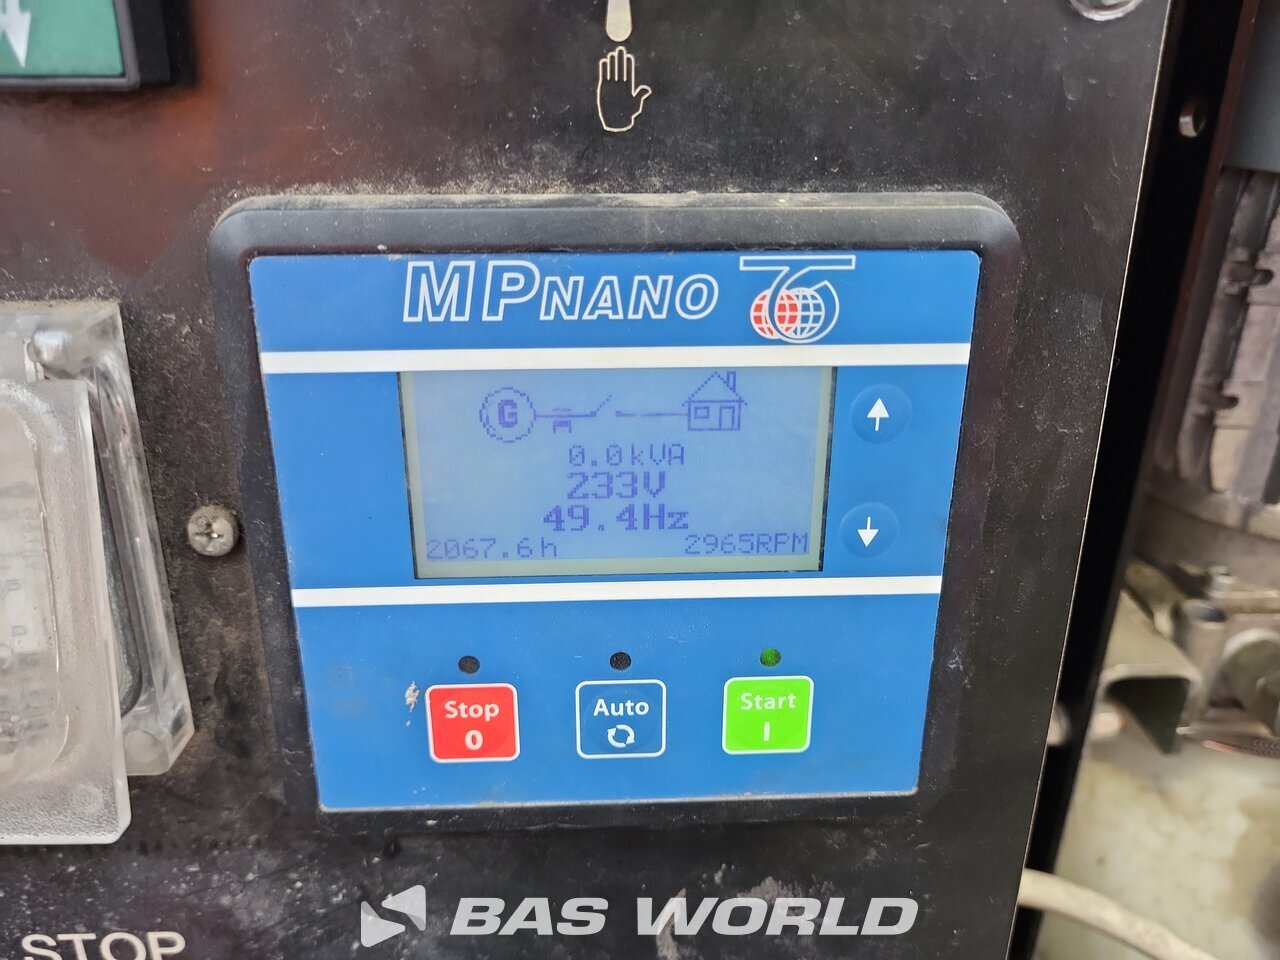 MPNANO
G
0.0kVA
233V
49.4Hz
2067.6h 2965RPM
Stop Auto Start
0 I
BAS WORLD
STOP